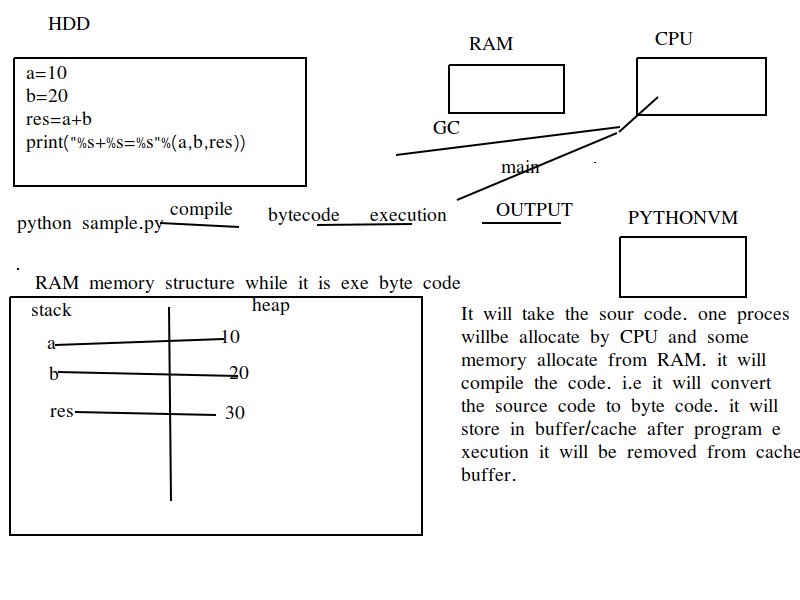 HDD
RAM
CPU
a=10
b=20
res=a+b
print("%s+%s=%s"%(a,b,res))
GC
main
python sample.py
compile
bytecode
execution
OUTPUT
PYTHONVM
RAM memory structure while it is exe byte code
stack
heap
a
10
b
20
res
30
It will take the sour code. one proces
willbe allocate by CPU and some
memory allocate from RAM. it will
compile the code. i.e it will convert
the source code to byte code. it will
store in buffer/cache after program e
xecution it will be removed from cache
buffer.